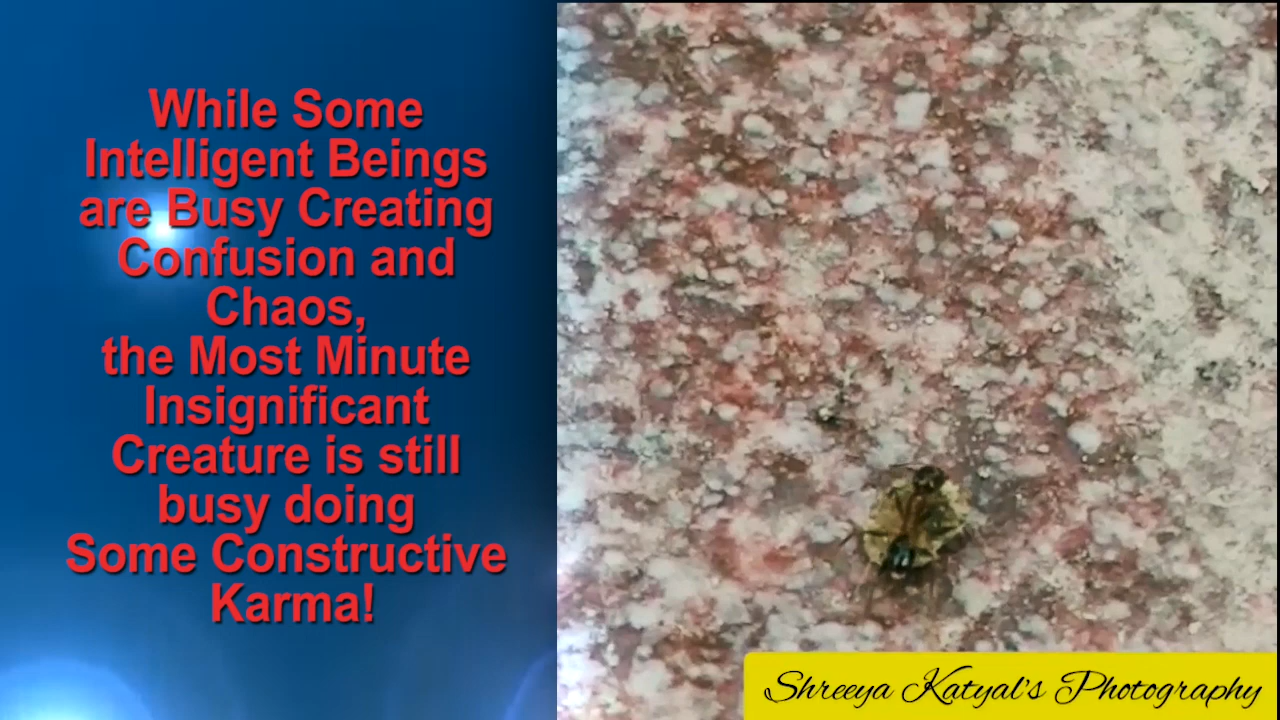 While Some
Intelligent Beings
are Busy Creating
Confusion and
Chaos,
the Most Minute
Insignificant
Creature is still
busy doing
Some Constructive
Karma!
Shreeya Katyal's Photography